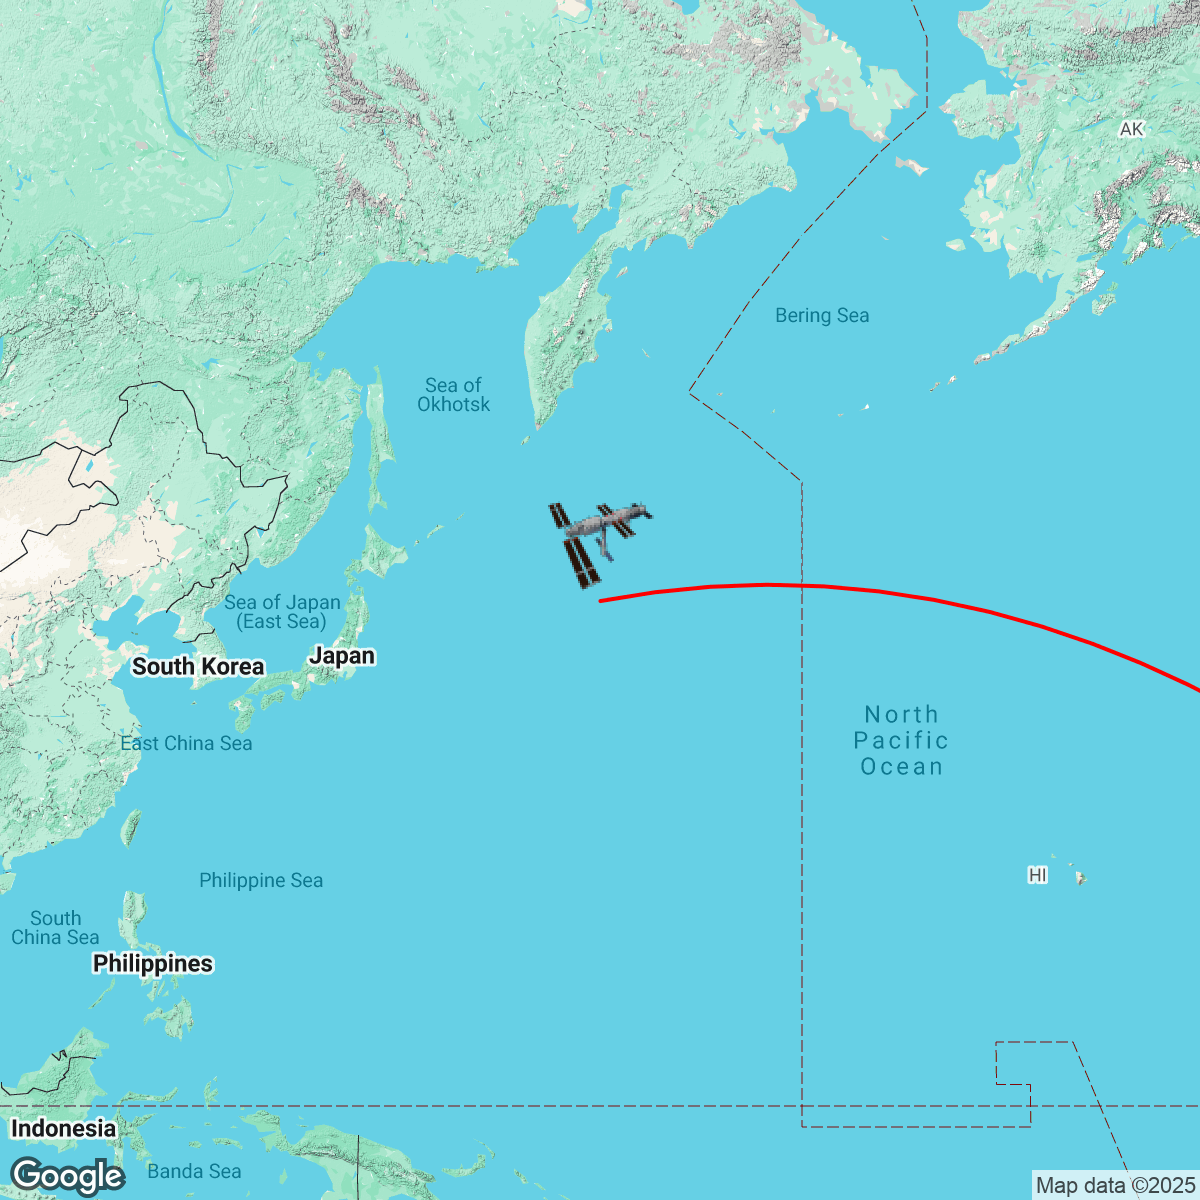 AK
Bering Sea
Sea of
Okhotsk
Sea of Japan
(East Sea)
Japan
South Korea
North
Pacific
Ocean
East China Sea
HI
Philippine Sea
South
China Sea
Philippines
Indonesia
Banda Sea
Google
Map data ©2025